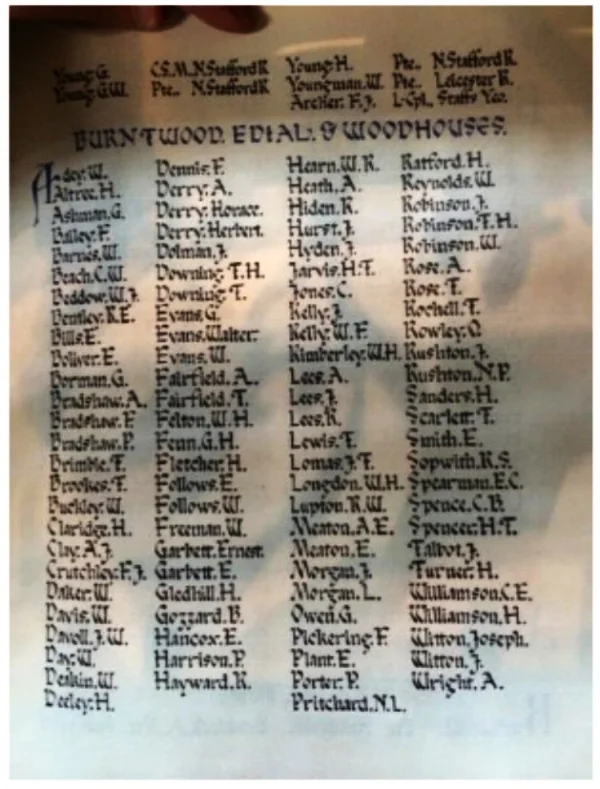 Young.G. C.S.M. N.Stafford R Young.H. Pte. N.Stafford R.
Young.G.W. Pte. N.Stafford R Youngman.W. Pte. Leicester R.
Archer.F.J. L-Cpl. Staffs Yeo.
BURNTWOOD, EDIAL, & WOODHOUSES.
Adey.W. Dennis.F. Hearn.W.R. Ratford.H.
Altree.H. Derry.A. Heath.A. Reynolds.W.
Ashman.G. Derry.Horace. Hiden.R. Robinson.J.
Bailey.F. Derry.Herbert. Hurst.J. Robinson.T.H.
Barnes.W. Dolman.J. Hyden.J. Robinson.W.
Beach.C.W. Downing.T.H. Jarvis.H.T. Rose.A.
Beddow.W.J. Downing.T. Jones.C. Rose.T.
Bentley.R.E. Evans.G. Kelly.J. Rochell.T.
Bills.E. Evans.Walter. Kelly.W.F. Rowley.O
Boliver.E. Evans.W. Kimberley.W.H. Rushton.J.
Borman.G. Fairfield.A. Lees.A. Rushton.N.P.
Bradshaw.A. Fairfield.T. Lees.J. Sanders.H.
Bradshaw.F. Felton.W.H. Lees.R. Scarlett.T.
Bradshaw.P. Fenn.G.H. Lewis.T. Smith.E.
Brimble.T. Fletcher.H. Lomas.J.T. Sopwith.R.S.
Brookes.T. Follows.E. Longdon.W.H. Spearman.E.C.
Buckley.W. Follows.W. Lupton.R.W. Spence.C.B.
Claridge.H. Freeman.W. Meaton.A.E. Spencer.H.T.
Clay.A.J. Garbett.Ernest. Meaton.E. Talbot.J.
Crutchley.F.J. Garbett.E. Morgan.J. Turner.H.
Daker.W. Gledhill.H. Morgan.L. Williamson.C.E.
Davis.W. Gozzard.B. Owen.G. Williamson.H.
Davoll.J.W. Hancox.E. Pickering.F. Witton.Joseph.
Day.W. Harrison.P. Plant.E. Witton.J.
Deakin.W. Hayward.R. Porter.P. Wright.A.
Deeley.H. Pritchard.N.L.